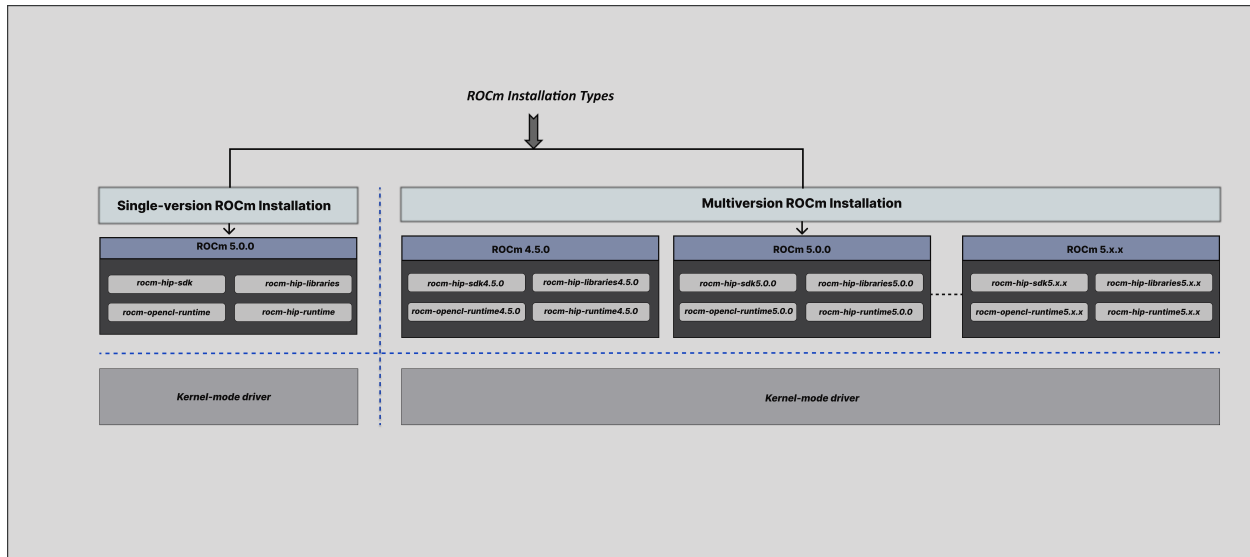 ROCm Installation Types
Single-version ROCm Installation
ROCm 5.0.0
rocm-hip-sdk
rocm-hip-libraries
rocm-opencl-runtime
rocm-hip-runtime
Kernel-mode driver
Multiversion ROCm Installation
ROCm 4.5.0
rocm-hip-sdk4.5.0
rocm-hip-libraries4.5.0
rocm-opencl-runtime4.5.0
rocm-hip-runtime4.5.0
ROCm 5.0.0
rocm-hip-sdk5.0.0
rocm-hip-libraries5.0.0
rocm-opencl-runtime5.0.0
rocm-hip-runtime5.0.0
ROCm 5.x.x
rocm-hip-sdk5.x.x
rocm-hip-libraries5.x.x
rocm-opencl-runtime5.x.x
rocm-hip-runtime5.x.x
Kernel-mode driver